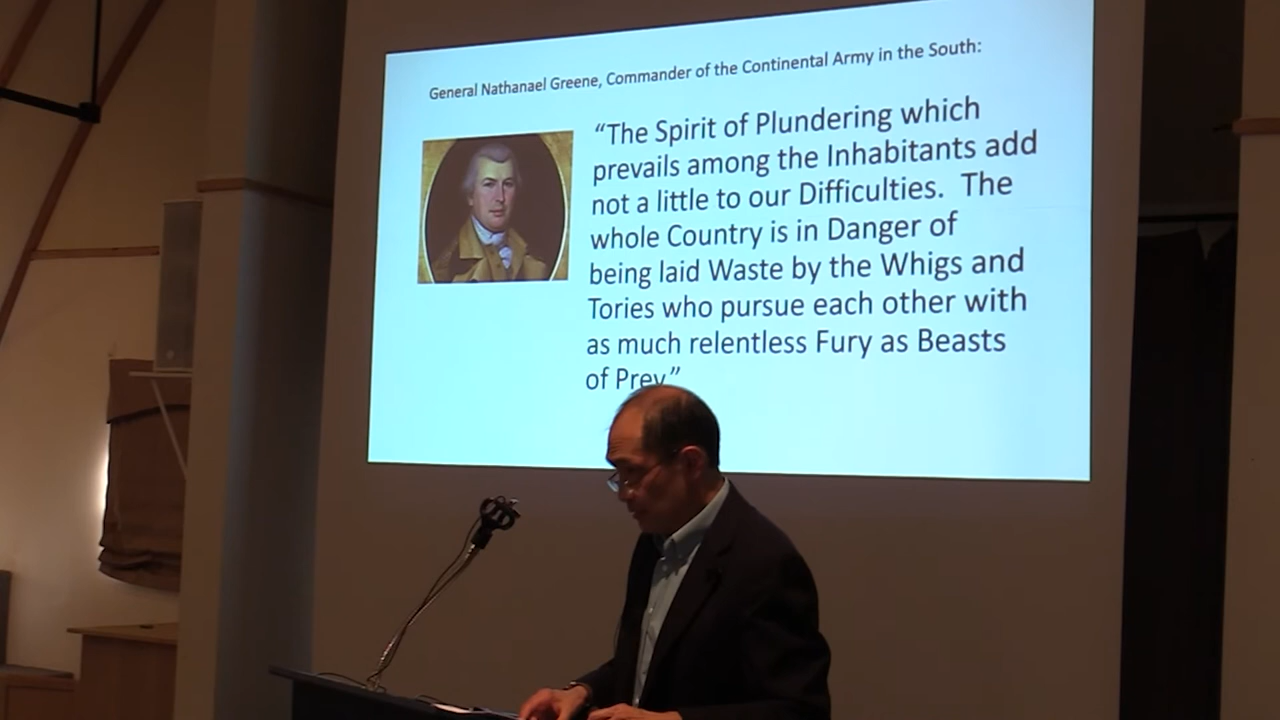 General Nathanael Greene, Commander of the Continental Army in the South:
“The Spirit of Plundering which
prevails among the Inhabitants add
not a little to our Difficulties. The
whole Country is in Danger of
being laid Waste by the Whigs and
Tories who pursue each other with
as much relentless Fury as Beasts
of Prey”